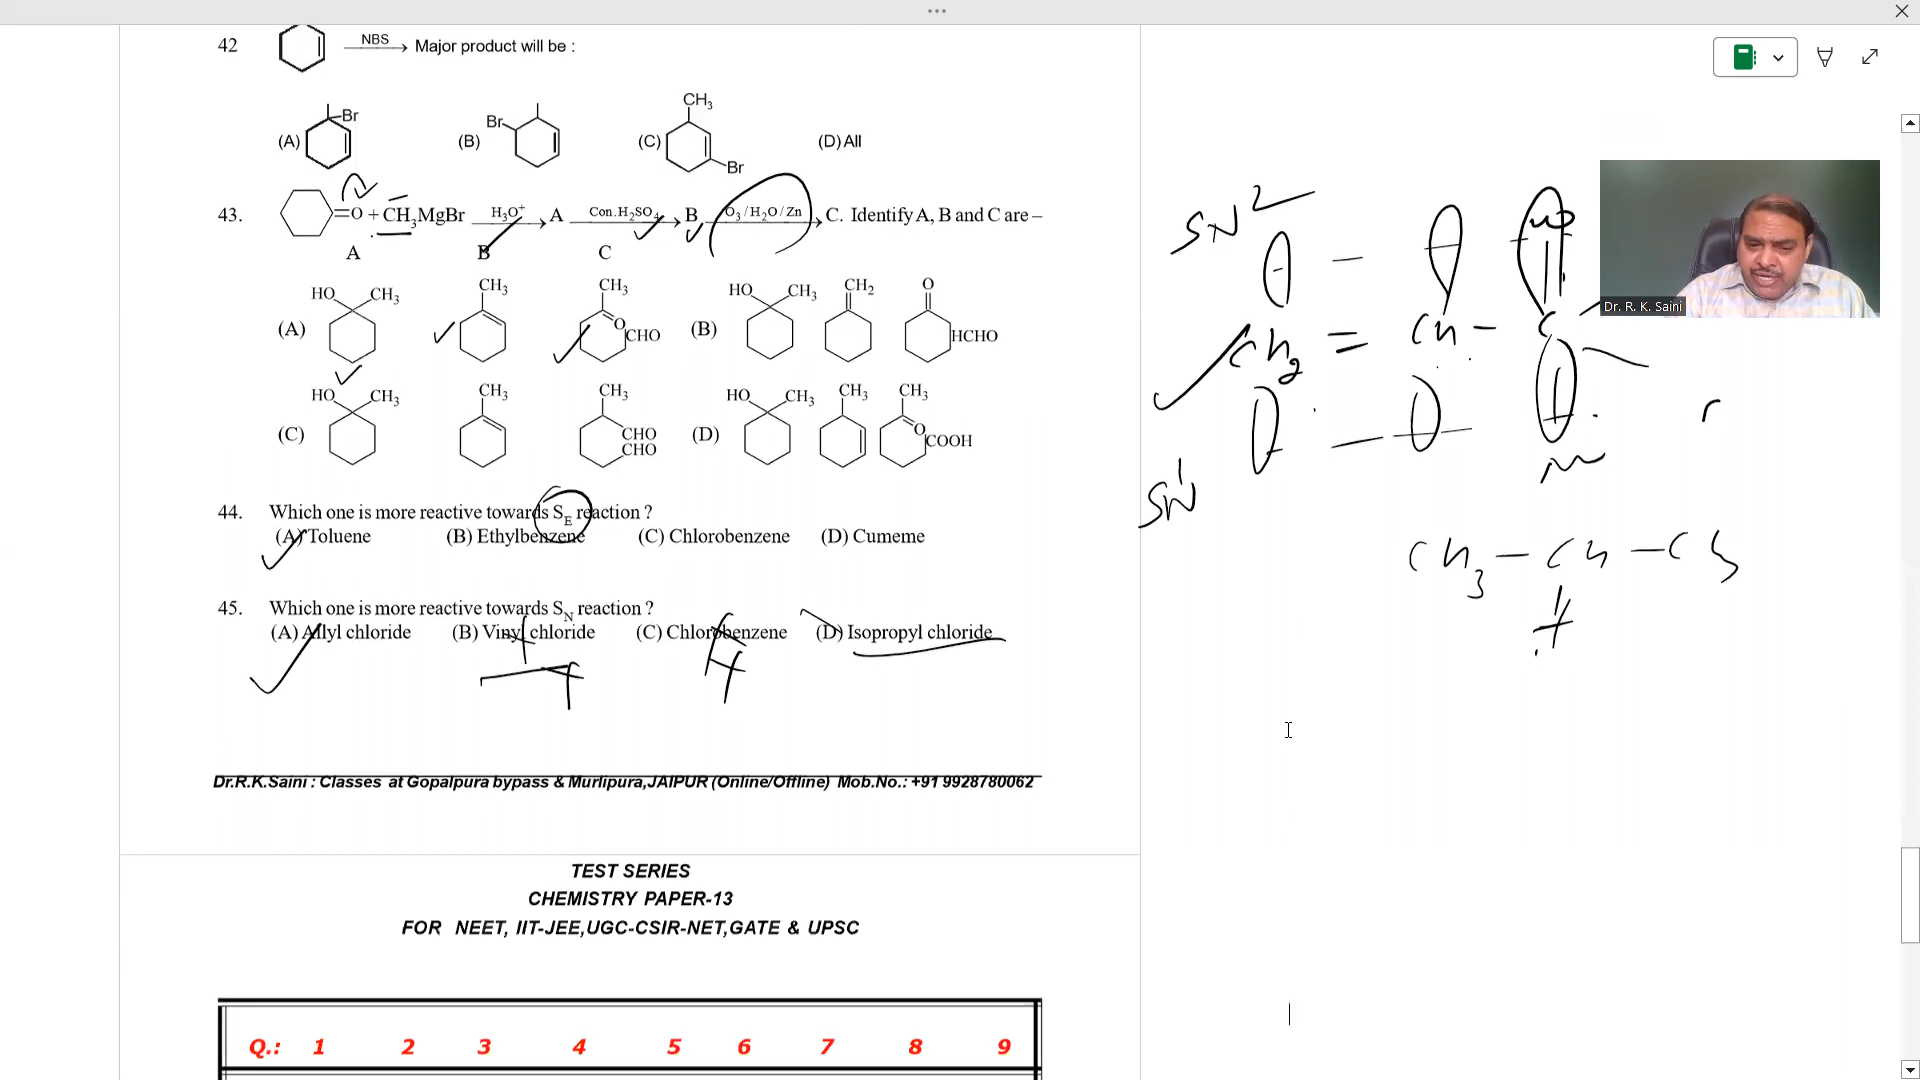 42 NBS Major product will be :
(A) Br (B) Br (C) CH3 Br (D) All
43. =O + CH3MgBr H3O+ A Con.H2SO4 B O3/H2O/Zn C. Identify A, B and C are –
A B C
(A) HO CH3 CH3 CH3 O CHO (B) HO CH3 CH2 O HCHO
(C) HO CH3 CH3 CH3 CHO CHO (D) HO CH3 CH3 CH3 O COOH
44. Which one is more reactive towards SE reaction ?
(A) Toluene (B) Ethylbenzene (C) Chlorobenzene (D) Cumeme
45. Which one is more reactive towards SN reaction ?
(A) Allyl chloride (B) Vinyl chloride (C) Chlorobenzene (D) Isopropyl chloride
Dr.R.K.Saini : Classes at Gopalpura bypass & Murlipura,JAIPUR (Online/Offline) Mob.No.: +91 9928780062
TEST SERIES
CHEMISTRY PAPER-13
FOR NEET, IIT-JEE,UGC-CSIR-NET,GATE & UPSC
Q.: 1 2 3 4 5 6 7 8 9
SN2
CH2 = CH - C
SN1
CH3 - CH - CH
+
Dr. R. K. Saini